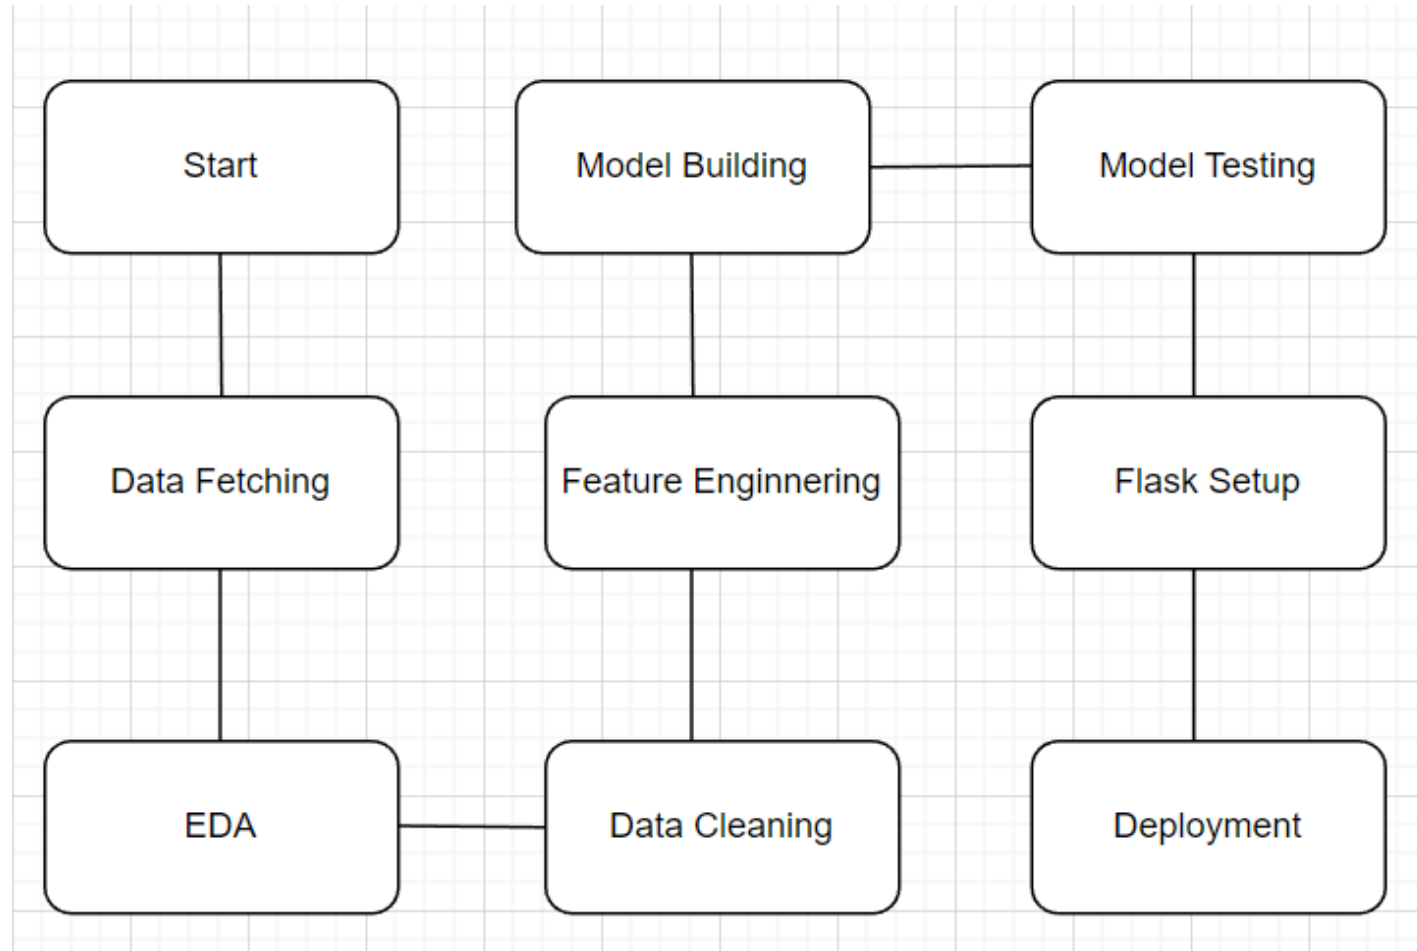 Start
Data Fetching
EDA
Data Cleaning
Feature Enginnering
Model Building
Model Testing
Flask Setup
Deployment